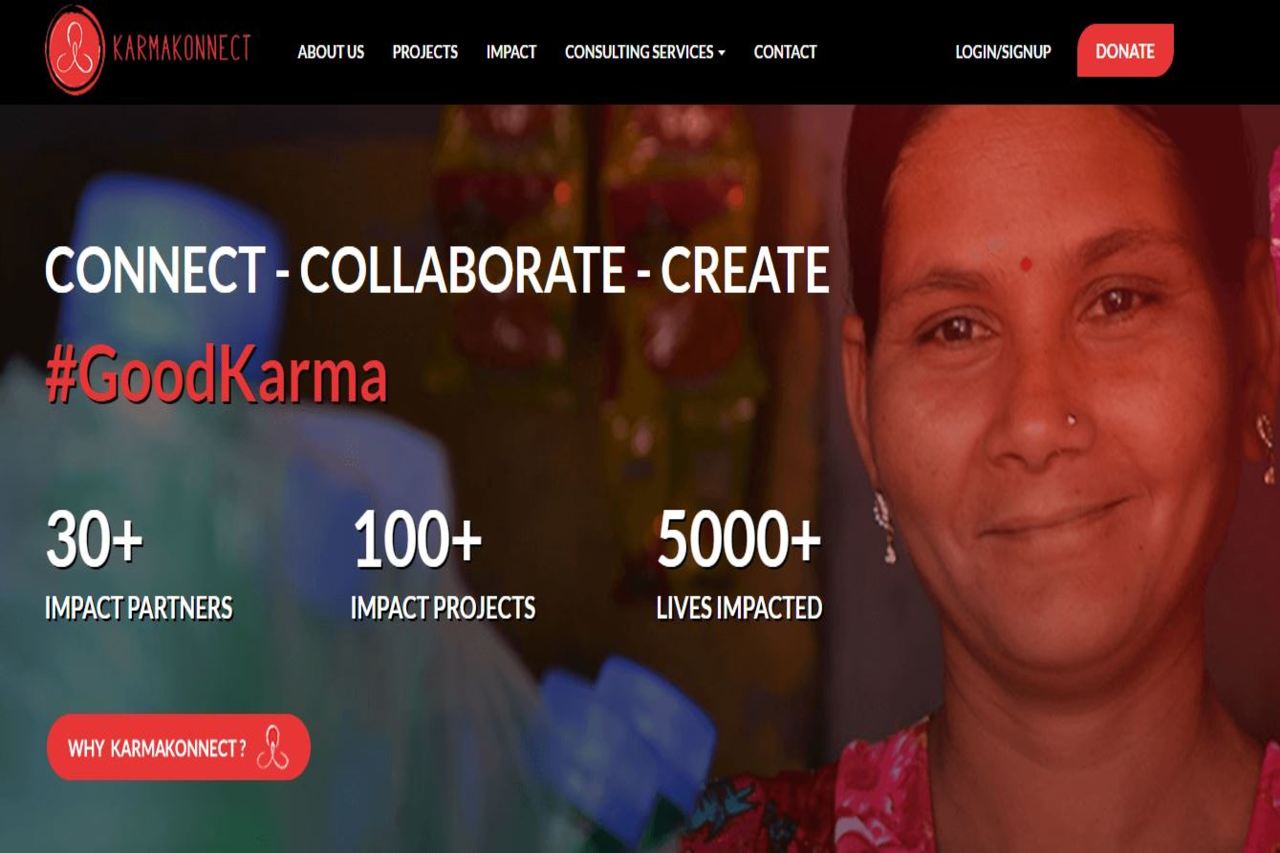 KARMAKONNECT
ABOUT US PROJECTS IMPACT CONSULTING SERVICES CONTACT LOGIN/SIGNUP DONATE
CONNECT - COLLABORATE - CREATE
#GoodKarma
30+ 100+ 5000+
IMPACT PARTNERS IMPACT PROJECTS LIVES IMPACTED
WHY KARMAKONNECT?